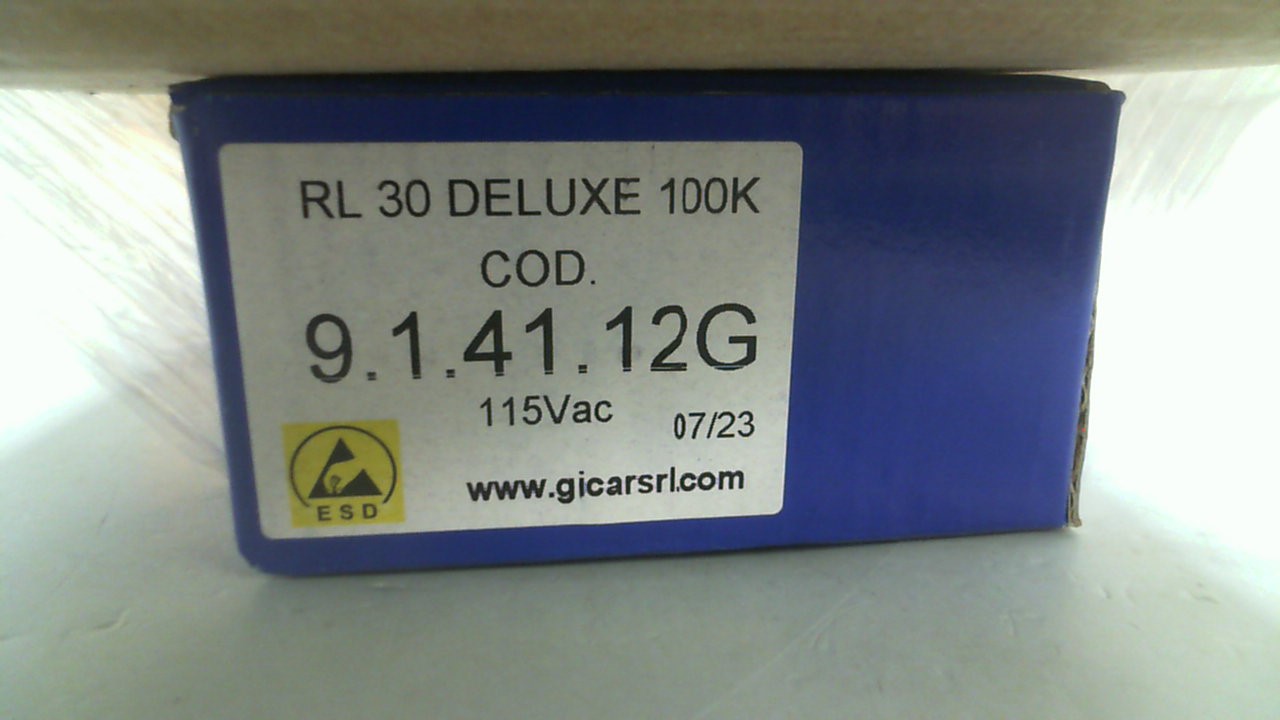 RL 30 DELUXE 100K
COD.
9.1.41.12G
115Vac 07/23
www.gicarsrl.com
ESD